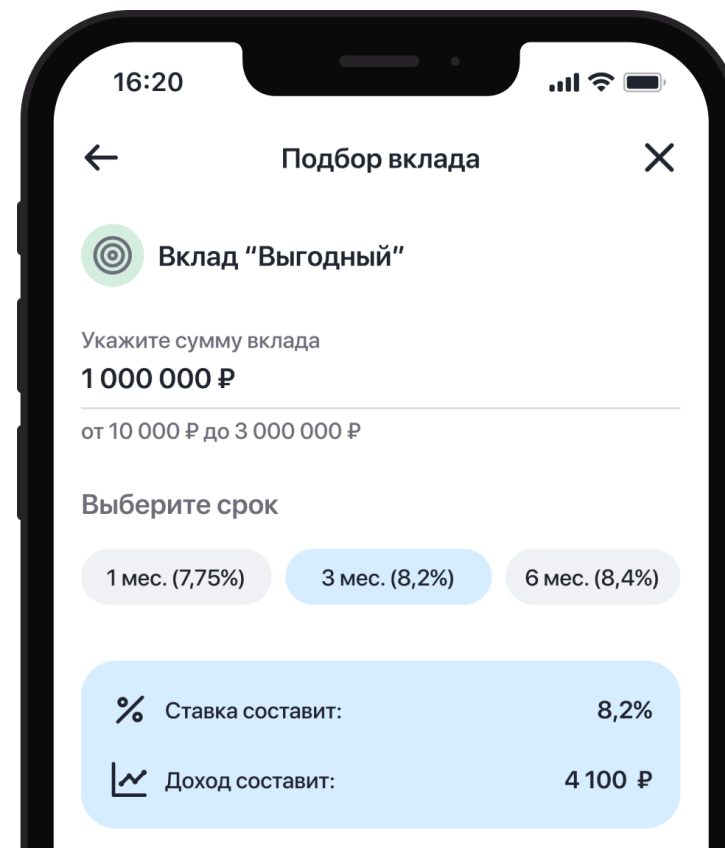 16:20
Подбор вклада
Вклад “Выгодный”
Укажите сумму вклада
1 000 000 ₽
от 10 000 ₽ до 3 000 000 ₽
Выберите срок
1 мес. (7,75%) 3 мес. (8,2%) 6 мес. (8,4%)
Ставка составит: 8,2%
Доход составит: 4 100 ₽